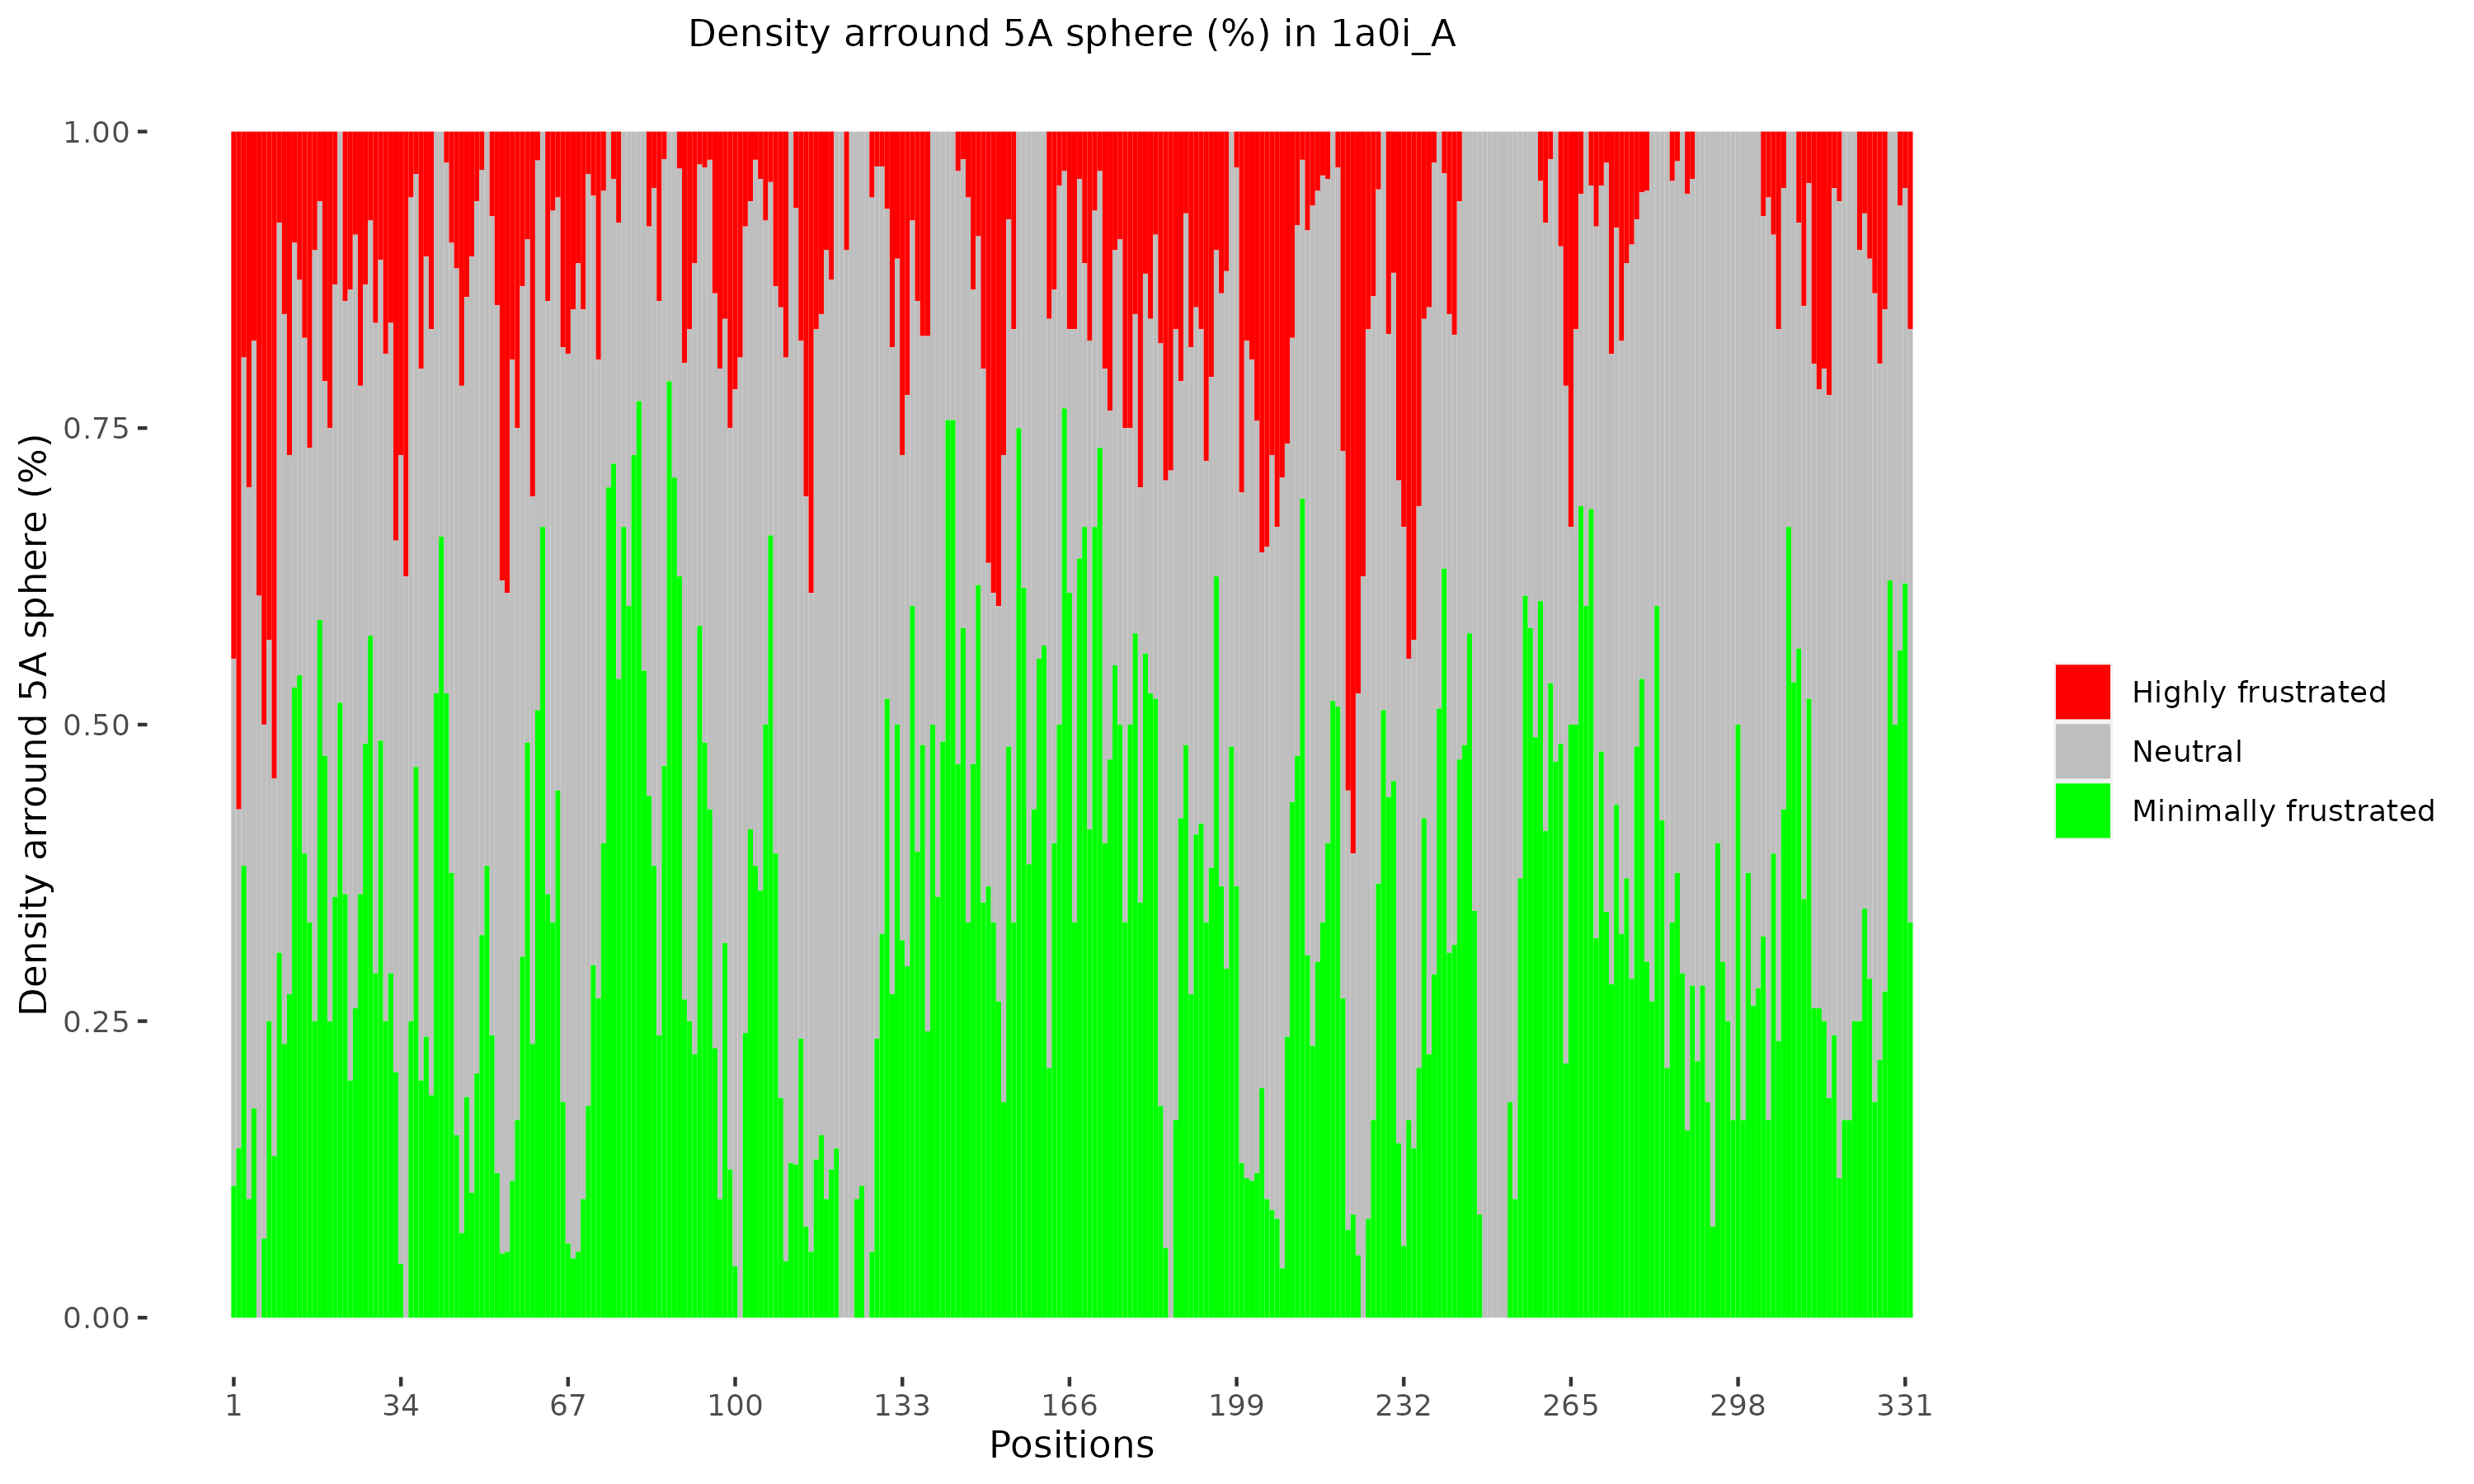 Density arround 5A sphere (%) in 1a0i_A
Density arround 5A sphere (%)
1.00
0.75
0.50
0.25
0.00
1 34 67 100 133 166 199 232 265 298 331
Positions
Highly frustrated
Neutral
Minimally frustrated